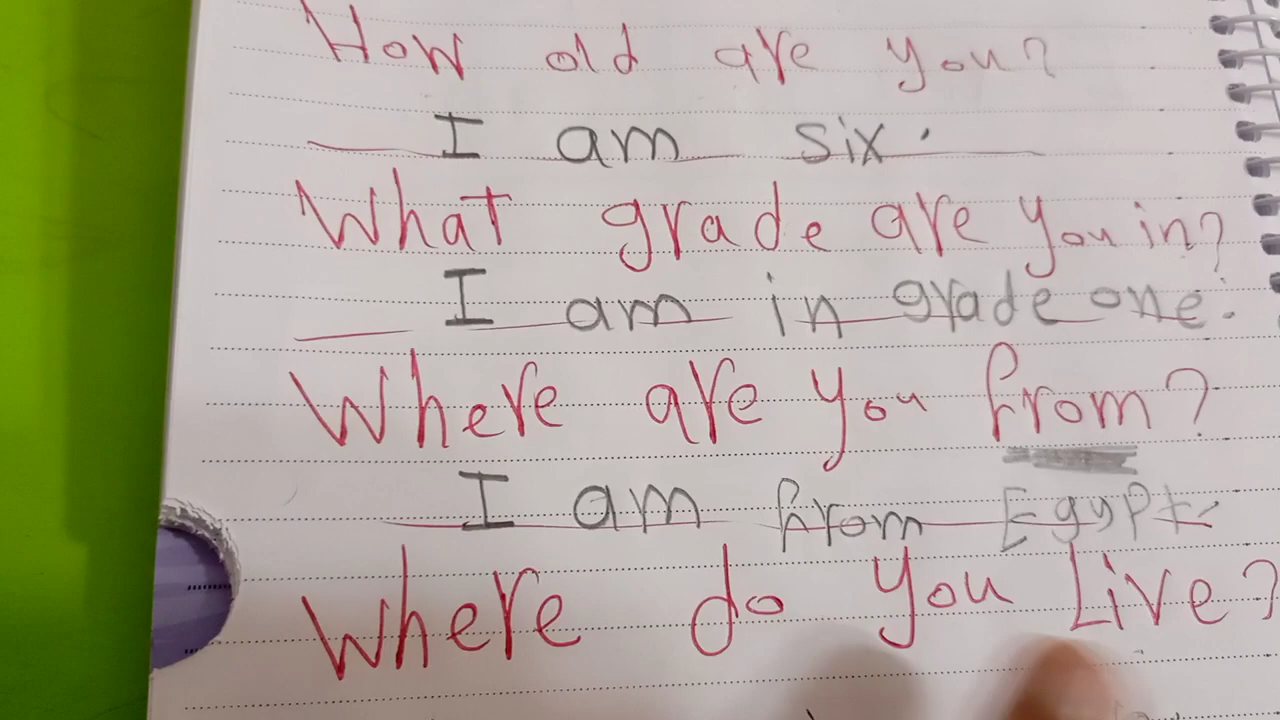 How old are you?
I am six.
What grade are you in?
I am in grade one.
Where are you from?
I am from Egypt.
Where do you Live?